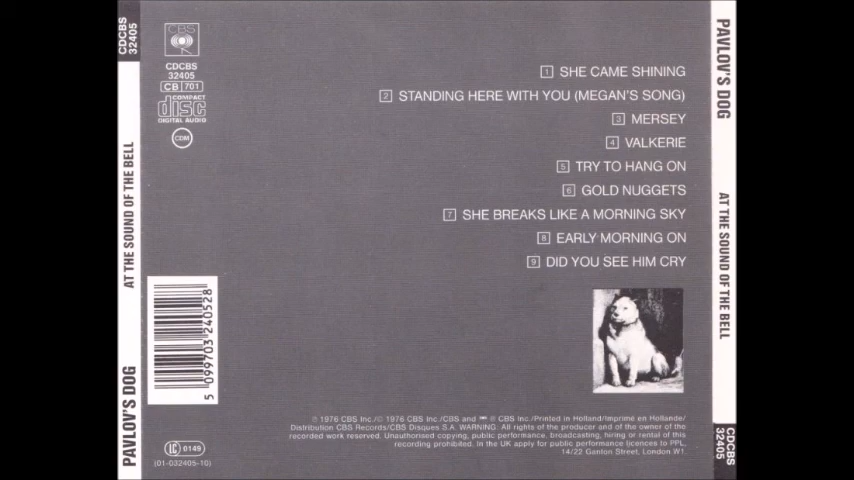 CDCBS
32405
AT THE SOUND OF THE BELL
PAVLOV'S DOG
CBS
CDCBS
32405
CB 701
COMPACT
disc
DIGITAL AUDIO
CDM
1 SHE CAME SHINING
2 STANDING HERE WITH YOU (MEGAN'S SONG)
3 MERSEY
4 VALKERIE
5 TRY TO HANG ON
6 GOLD NUGGETS
7 SHE BREAKS LIKE A MORNING SKY
8 EARLY MORNING ON
9 DID YOU SEE HIM CRY
5 099703 240528
LC 0149
(01-032405-10)
℗ 1976 CBS Inc./© 1976 CBS Inc./CBS and ® CBS Inc./Printed in Holland/Imprimé en Hollande/
Distribution CBS Records/CBS Disques S.A. WARNING: All rights of the producer and of the owner of the
recorded work reserved. Unauthorised copying, public performance, broadcasting, hiring or rental of this
recording prohibited. In the UK apply for public performance licences to PPL,
14/22 Ganton Street, London W1.
PAVLOV'S DOG
AT THE SOUND OF THE BELL
CDCBS
32405